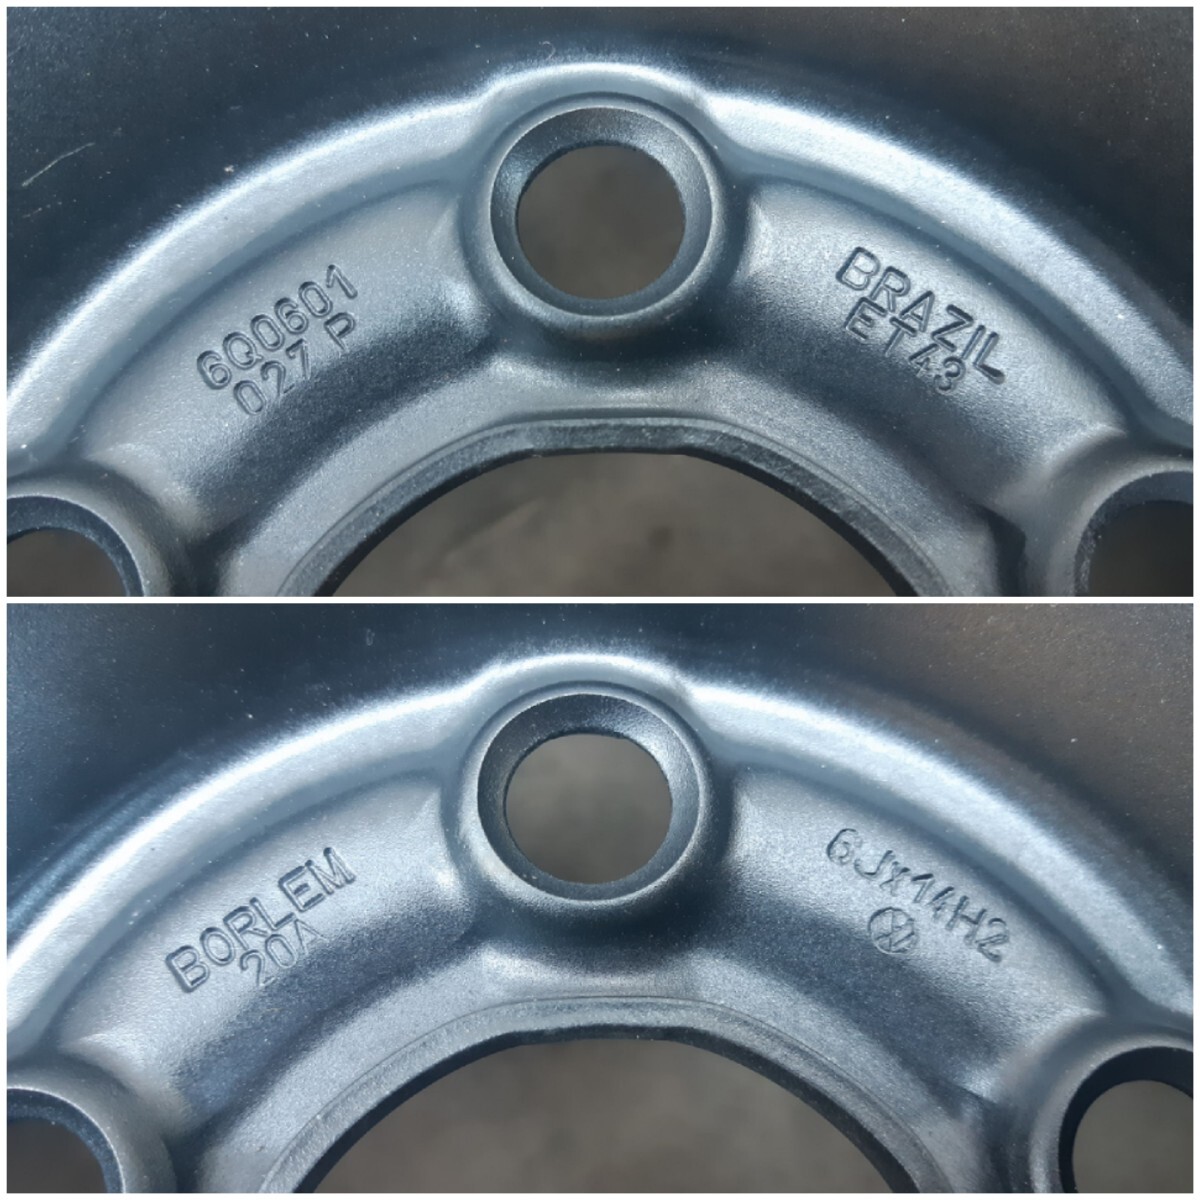 6Q0601
027 P
BRAZIL
ET43
BORLEM
20A
6Jx14H2